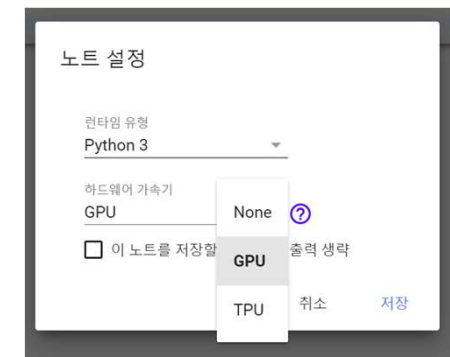 노트 설정
런타임 유형
Python 3
하드웨어 가속기
GPU
None
GPU
TPU
이 노트를 저장할 출력 생략
취소 저장